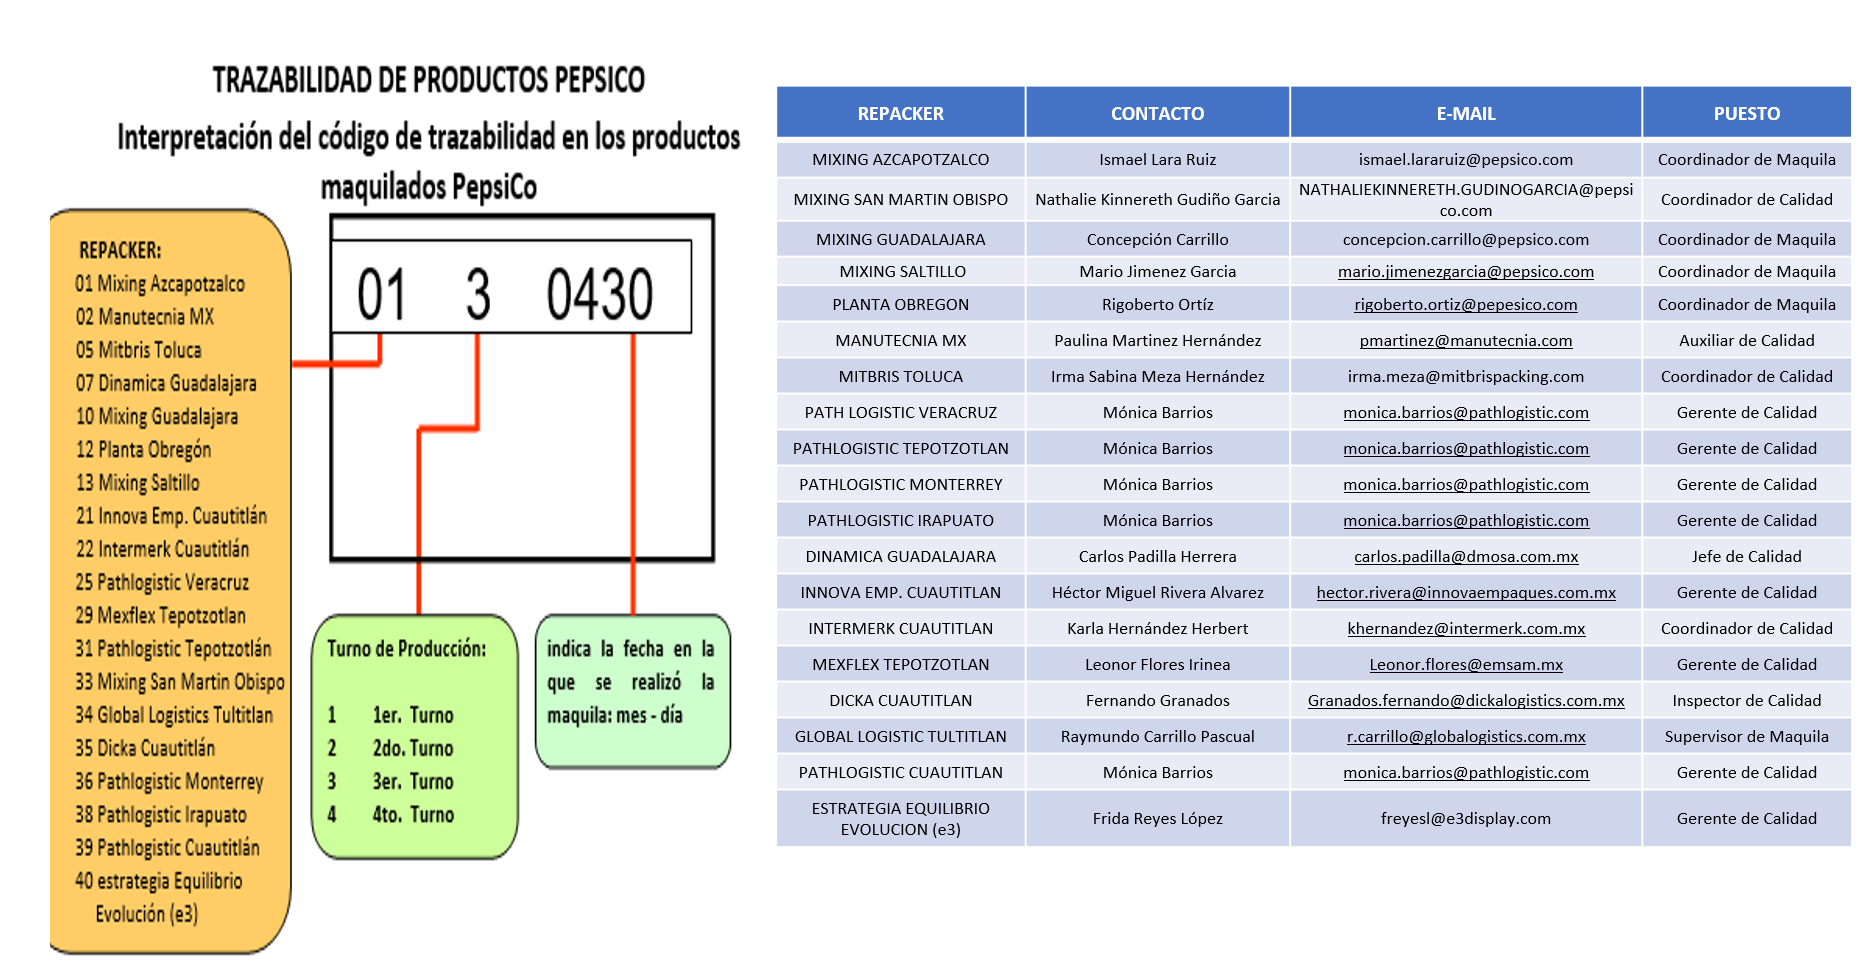 TRAZABILIDAD DE PRODUCTOS PEPSICO
Interpretación del código de trazabilidad en los productos
maquilados PepsiCo
REPACKER:
01 Mixing Azcapotzalco
02 Manutecnia MX
05 Mitbris Toluca
07 Dinamica Guadalajara
10 Mixing Guadalajara
12 Planta Obregón
13 Mixing Saltillo
21 Innova Emp. Cuautitlán
22 Intermerk Cuautitlán
25 Pathlogistic Veracruz
29 Mexflex Tepotzotlan
31 Pathlogistic Tepotzotlán
33 Mixing San Martin Obispo
34 Global Logistics Tultitlan
35 Dicka Cuautitlán
36 Pathlogistic Monterrey
38 Pathlogistic Irapuato
39 Pathlogistic Cuautitlán
40 estrategia Equilibrio
Evolución (e3)
01 3 0430
Turno de Producción:
1 1er. Turno
2 2do. Turno
3 3er. Turno
4 4to. Turno
indica la fecha en la
que se realizó la
maquila: mes - día
REPACKER CONTACTO E-MAIL PUESTO
MIXING AZCAPOTZALCO Ismael Lara Ruiz ismael.lararuiz@pepsico.com Coordinador de Maquila
MIXING SAN MARTIN OBISPO Nathalie Kinnereth Gudiño Garcia NATHALIEKINNERETH.GUDINOGARCIA@pepsi
co.com Coordinador de Calidad
MIXING GUADALAJARA Concepción Carrillo concepcion.carrillo@pepsico.com Coordinador de Maquila
MIXING SALTILLO Mario Jimenez Garcia mario.jimenezgarcia@pepsico.com Coordinador de Maquila
PLANTA OBREGON Rigoberto Ortíz rigoberto.ortiz@pepesico.com Coordinador de Maquila
MANUTECNIA MX Paulina Martinez Hernández pmartinez@manutecnia.com Auxiliar de Calidad
MITBRIS TOLUCA Irma Sabina Meza Hernández irma.meza@mitbrispacking.com Coordinador de Calidad
PATH LOGISTIC VERACRUZ Mónica Barrios monica.barrios@pathlogistic.com Gerente de Calidad
PATHLOGISTIC TEPOTZOTLAN Mónica Barrios monica.barrios@pathlogistic.com Gerente de Calidad
PATHLOGISTIC MONTERREY Mónica Barrios monica.barrios@pathlogistic.com Gerente de Calidad
PATHLOGISTIC IRAPUATO Mónica Barrios monica.barrios@pathlogistic.com Gerente de Calidad
DINAMICA GUADALAJARA Carlos Padilla Herrera carlos.padilla@dmosa.com.mx Jefe de Calidad
INNOVA EMP. CUAUTITLAN Héctor Miguel Rivera Alvarez hector.rivera@innovaempaques.com.mx Gerente de Calidad
INTERMERK CUAUTITLAN Karla Hernández Herbert khernandez@intermerk.com.mx Coordinador de Calidad
MEXFLEX TEPOTZOTLAN Leonor Flores Irinea Leonor.flores@emsam.mx Gerente de Calidad
DICKA CUAUTITLAN Fernando Granados Granados.fernando@dickalogistics.com.mx Inspector de Calidad
GLOBAL LOGISTIC TULTITLAN Raymundo Carrillo Pascual r.carrillo@globalogistics.com.mx Supervisor de Maquila
PATHLOGISTIC CUAUTITLAN Mónica Barrios monica.barrios@pathlogistic.com Gerente de Calidad
ESTRATEGIA EQUILIBRIO
EVOLUCION (e3) Frida Reyes López freyesl@e3display.com Gerente de Calidad